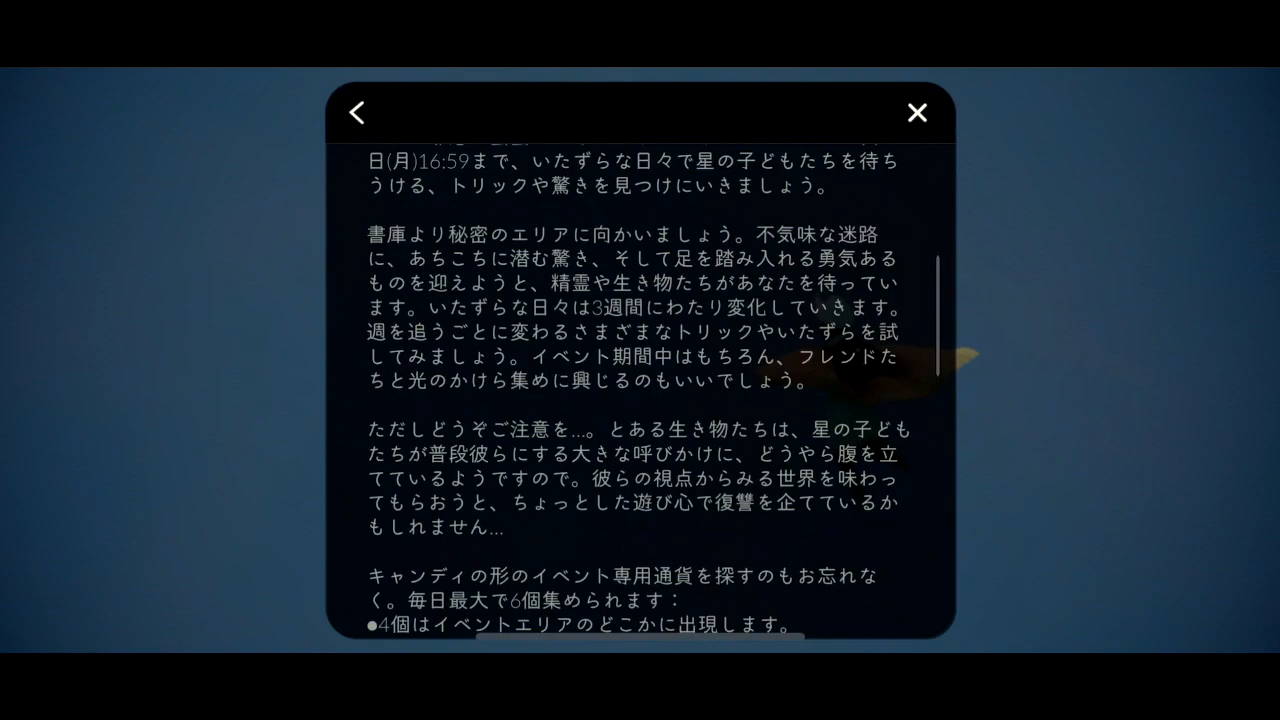 日(月)16:59まで、いたずらな日々で星の子どもたちを待ち
うける、トリックや驚きを見つけにいきましょう。
書庫より秘密のエリアに向かいましょう。不気味な迷路
に、あちこちに潜む驚き、そして足を踏み入れる勇気ある
ものを迎えようと、精霊や生き物たちがあなたを待ってい
ます。いたずらな日々は3週間にわたり変化していきます。
週を追うごとに変わるさまざまなトリックやいたずらを試
してみましょう。イベント期間中はもちろん、フレンドた
ちと光のかけら集めに興じるのもいいでしょう。
ただしどうぞご注意を...。とある生き物たちは、星の子ども
たちが普段彼らにする大きな呼びかけに、どうやら腹を立
てているようですので。彼らの視点からみる世界を味わっ
てもらおうと、ちょっとした遊び心で復讐を企てているか
もしれません...
キャンディの形のイベント専用通貨を探すのもお忘れな
く。毎日最大で6個集められます：
●4個はイベントエリアのどこかに出現します。